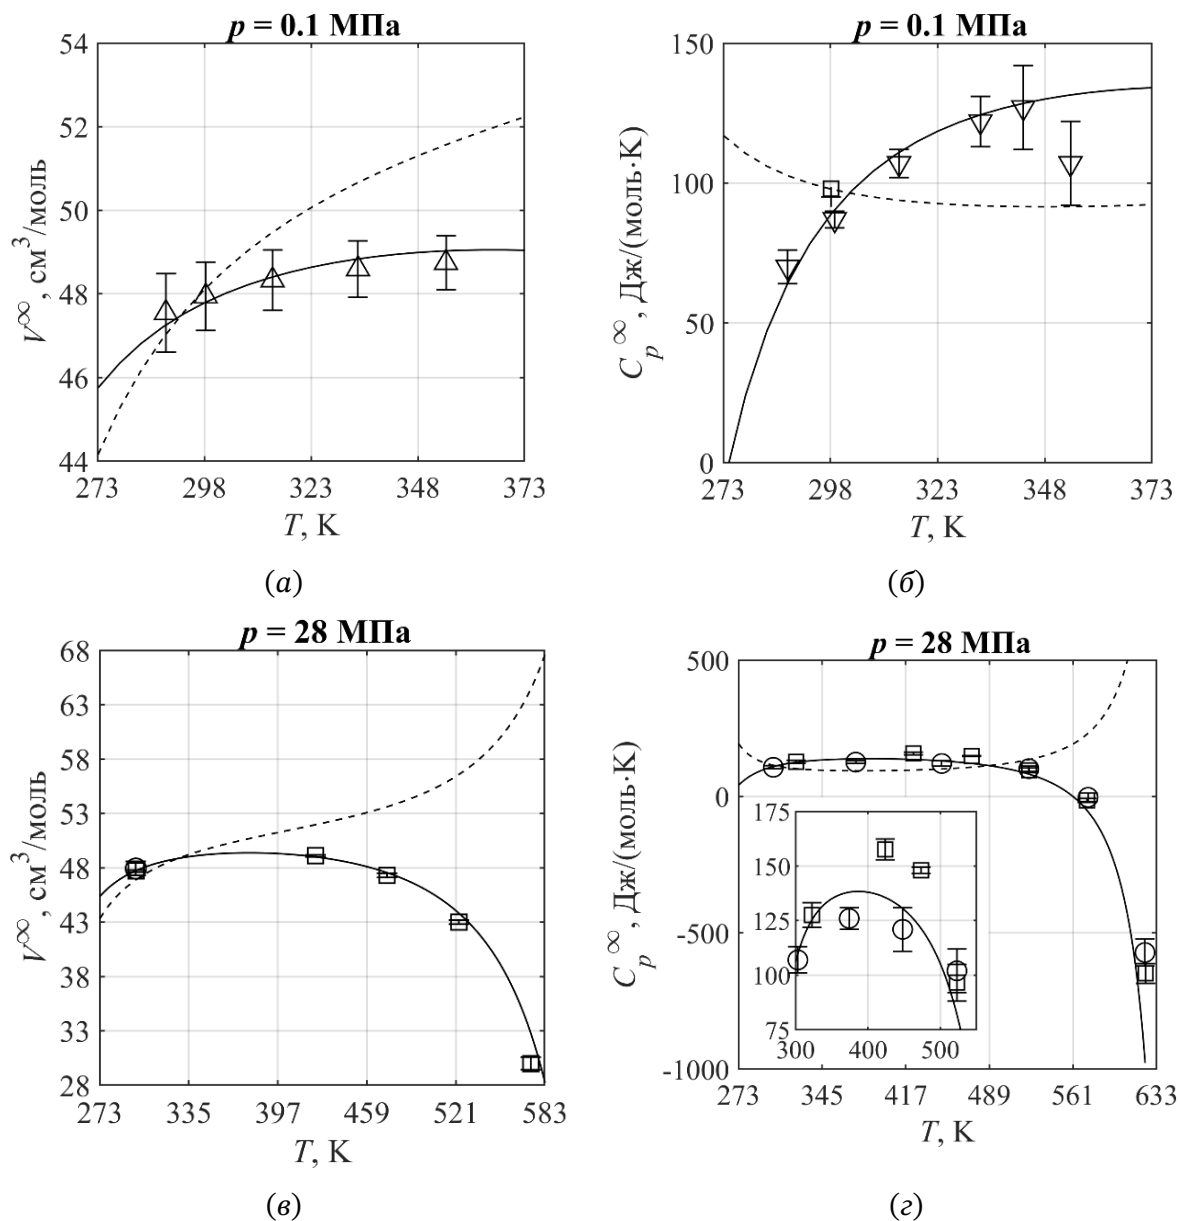 p = 0.1 МПа
54
52
50
48
46
44
V∞, см³/моль
273 298 323 348 373
T, К
(а)
p = 0.1 МПа
150
100
50
0
Cp∞, Дж/(моль·К)
273 298 323 348 373
T, К
(б)
p = 28 МПа
68
63
58
53
48
43
38
33
28
V∞, см³/моль
273 335 397 459 521 583
T, К
(в)
p = 28 МПа
500
0
-500
-1000
Cp∞, Дж/(моль·К)
175
150
125
100
75
300 400 500
273 345 417 489 561 633
T, К
(г)